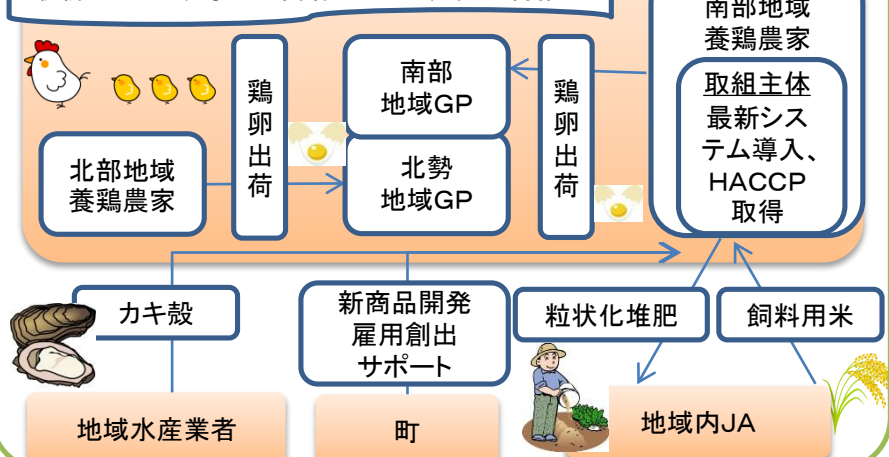 南部地域
養鶏農家
取組主体
最新シス
テム導入、
HACCP
取得
南部
地域GP
鶏卵出荷
鶏卵出荷
北部地域
養鶏農家
北勢
地域GP
カキ殻
新商品開発
雇用創出
サポート
粒状化堆肥
飼料用米
地域水産業者
町
地域内JA